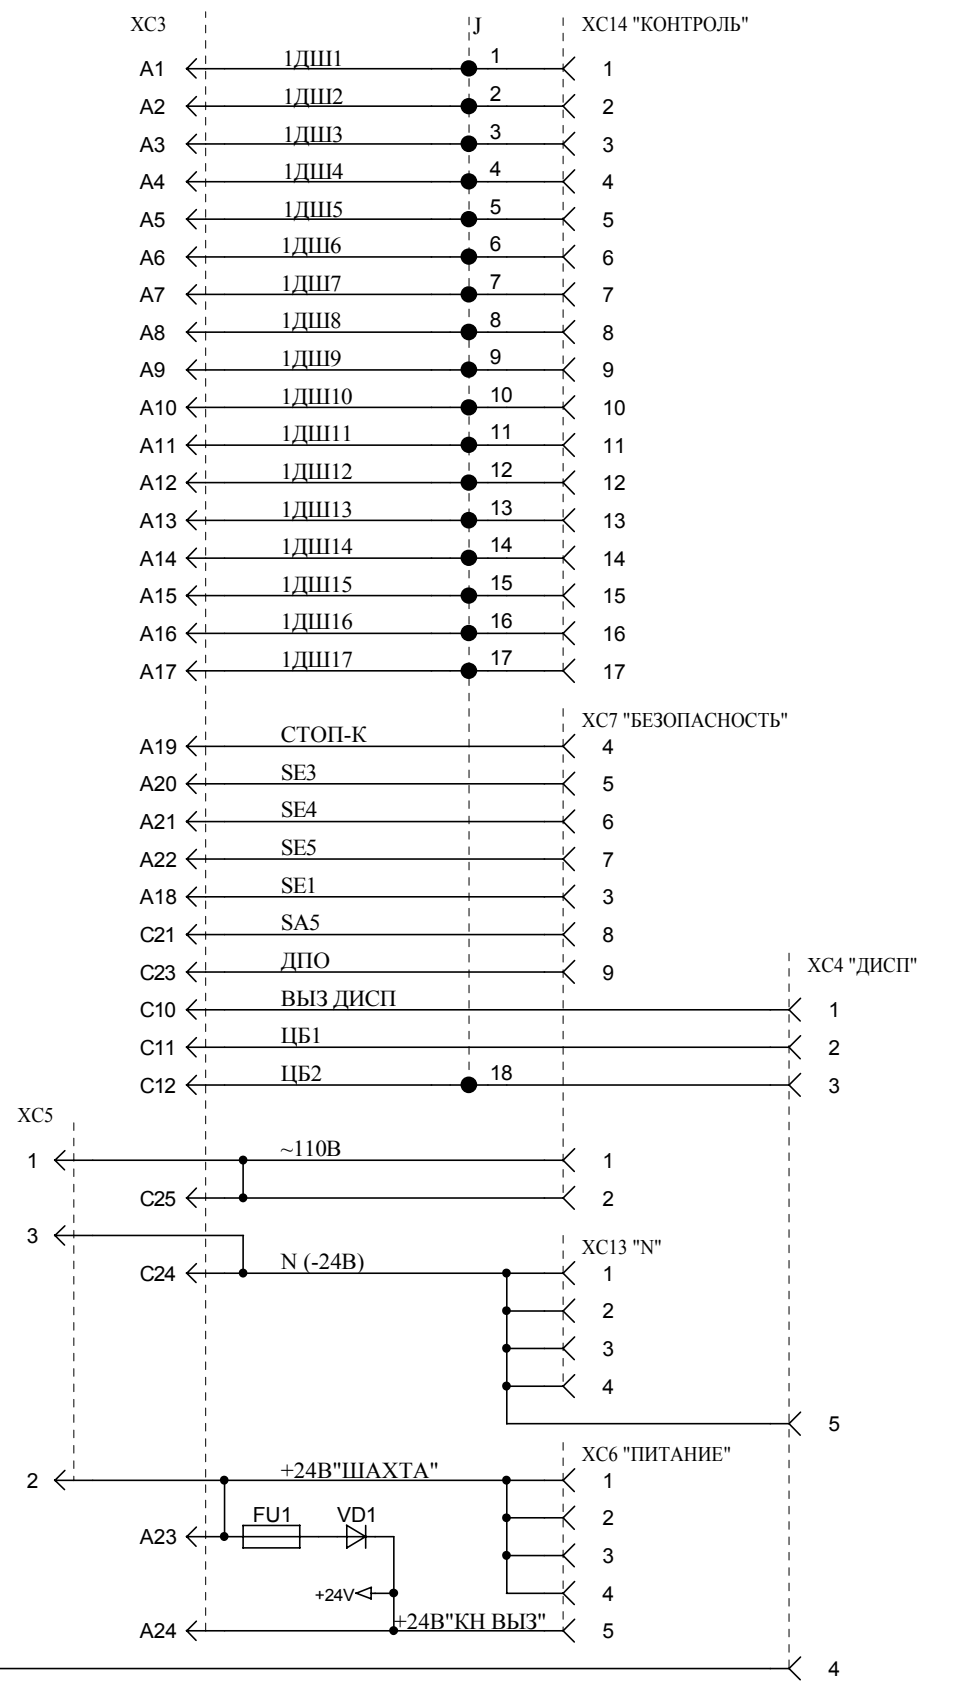 XC3 J XC14 "КОНТРОЛЬ"
A1 1ДШ1 1 1
A2 1ДШ2 2 2
A3 1ДШ3 3 3
A4 1ДШ4 4 4
A5 1ДШ5 5 5
A6 1ДШ6 6 6
A7 1ДШ7 7 7
A8 1ДШ8 8 8
A9 1ДШ9 9 9
A10 1ДШ10 10 10
A11 1ДШ11 11 11
A12 1ДШ12 12 12
A13 1ДШ13 13 13
A14 1ДШ14 14 14
A15 1ДШ15 15 15
A16 1ДШ16 16 16
A17 1ДШ17 17 17
XC7 "БЕЗОПАСНОСТЬ"
A19 СТОП-К 4
A20 SE3 5
A21 SE4 6
A22 SE5 7
A18 SE1 3
C21 SA5 8
C23 ДПО 9
XC4 "ДИСП"
C10 ВЫЗ ДИСП 1
C11 ЦБ1 2
C12 ЦБ2 18 3
XC5
1 ~110В 1
C25 2
3
XC13 "N"
C24 N (-24В) 1
2
3
4
5
XC6 "ПИТАНИЕ"
2 +24В"ШАХТА" 1
FU1 VD1 2
A23 3
+24V 4
A24 +24В"КН ВЫЗ" 5
4